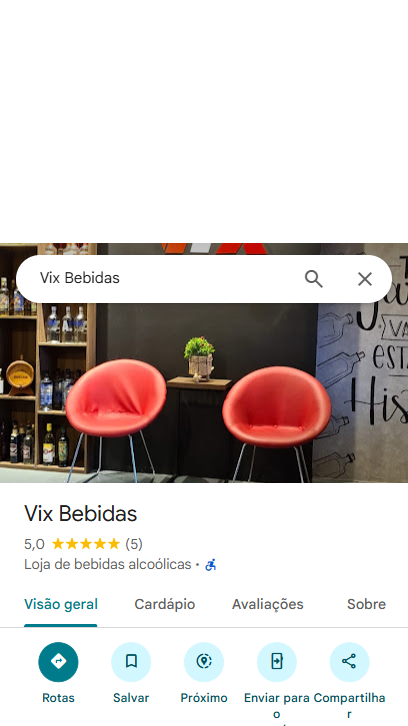 Vix Bebidas
Vix Bebidas
5,0 (5)
Loja de bebidas alcoólicas ·
Visão geral Cardápio Avaliações Sobre
Rotas Salvar Próximo Enviar para Compartilha
o r